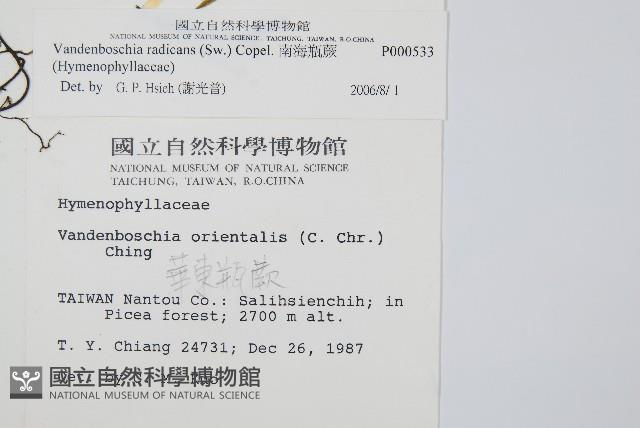 國立自然科學博物館
NATIONAL MUSEUM OF NATURAL SCIENCE, TAICHUNG, TAIWAN, R.O.CHINA
Vandenboschia radicans (Sw.) Copel. 南海瓶蕨 P000533
(Hymenophyllaceae)
Det. by G. P. Hsieh (謝光普) 2006/8/1
國立自然科學博物館
NATIONAL MUSEUM OF NATURAL SCIENCE
TAICHUNG, TAIWAN, R.O.CHINA
Hymenophyllaceae
Vandenboschia orientalis (C. Chr.)
Ching
華東瓶蕨
TAIWAN Nantou Co.: Salihsienchih; in
Picea forest; 2700 m alt.
T. Y. Chiang 24731; Dec 26, 1987
國立自然科學博物館
NATIONAL MUSEUM OF NATURAL SCIENCE